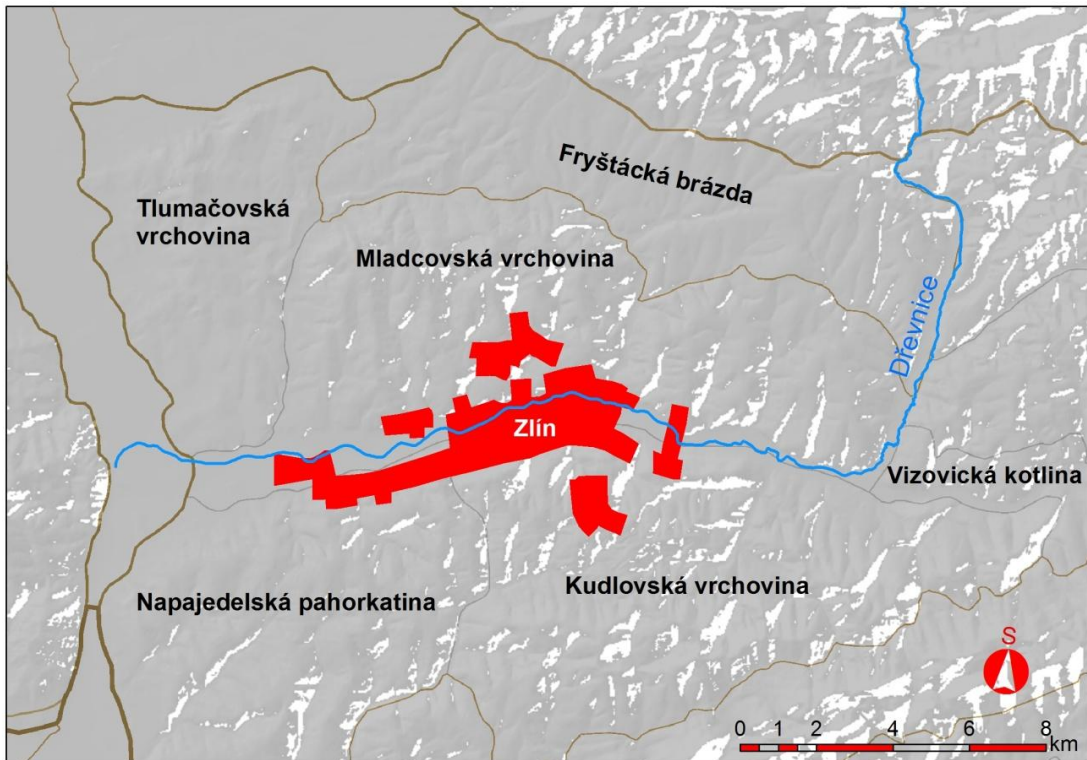 Fryštácká brázda
Tlumačovská
vrchovina
Mladcovská vrchovina
Dřevnice
Zlín
Vizovická kotlina
Kudlovská vrchovina
Napajedelská pahorkatina
S
0 1 2 4 6 8
km